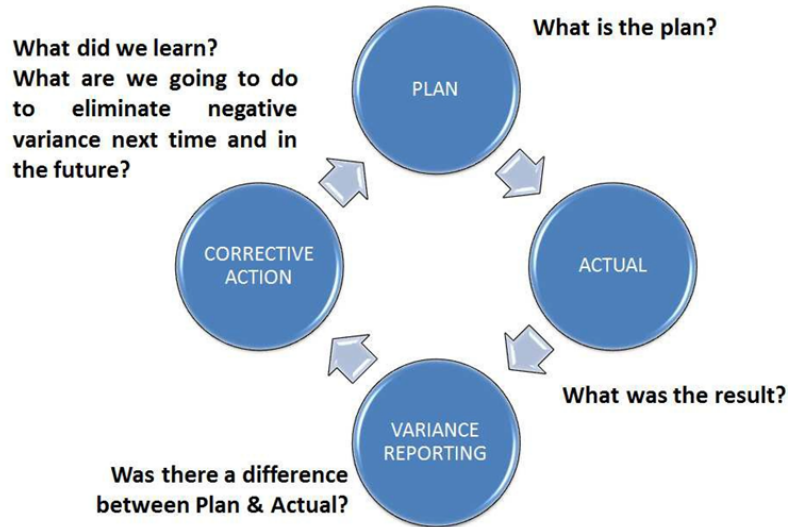 What is the plan?
PLAN
What did we learn?
What are we going to do
to eliminate negative
variance next time and in
the future?
CORRECTIVE
ACTION
ACTUAL
What was the result?
VARIANCE
REPORTING
Was there a difference
between Plan & Actual?